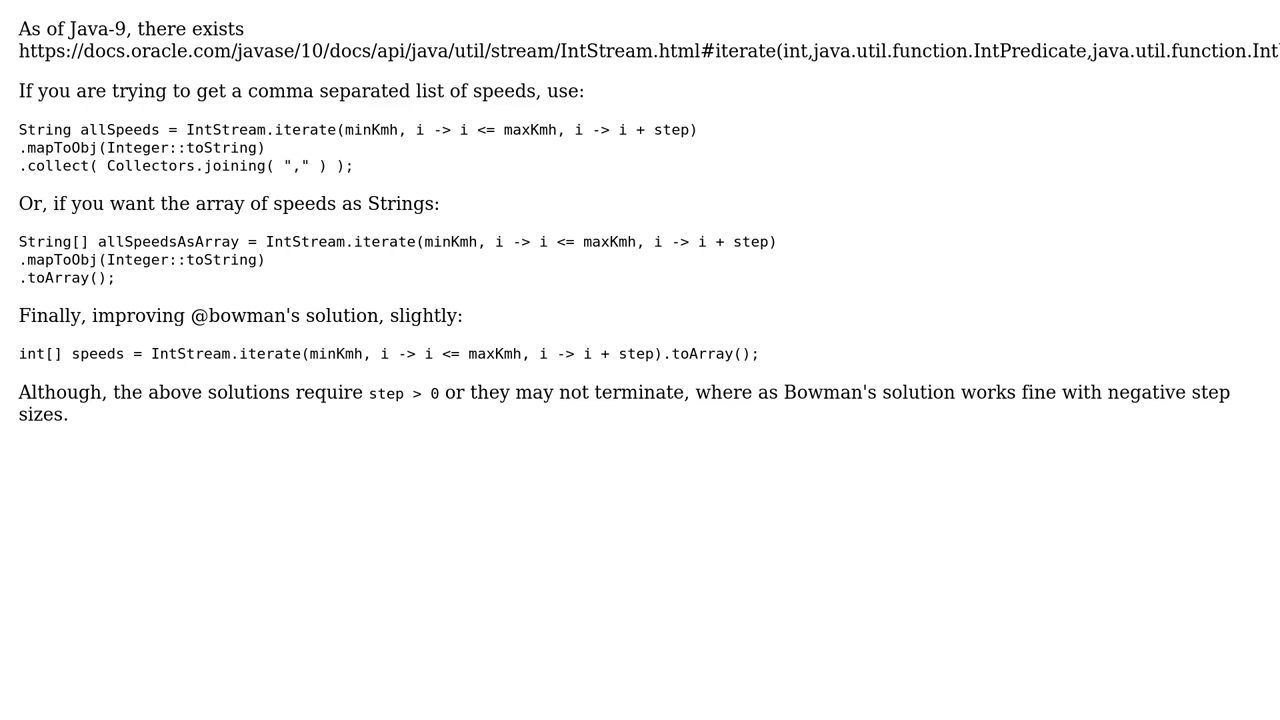 As of Java-9, there exists
https://docs.oracle.com/javase/10/docs/api/java/util/stream/IntStream.html#iterate(int,java.util.function.IntPredicate,java.util.function.Int
If you are trying to get a comma separated list of speeds, use:
String allSpeeds = IntStream.iterate(minKmh, i -> i <= maxKmh, i -> i + step)
.mapToObj(Integer::toString)
.collect( Collectors.joining( "," ) );
Or, if you want the array of speeds as Strings:
String[] allSpeedsAsArray = IntStream.iterate(minKmh, i -> i <= maxKmh, i -> i + step)
.mapToObj(Integer::toString)
.toArray();
Finally, improving @bowman's solution, slightly:
int[] speeds = IntStream.iterate(minKmh, i -> i <= maxKmh, i -> i + step).toArray();
Although, the above solutions require step > 0 or they may not terminate, where as Bowman's solution works fine with negative step
sizes.